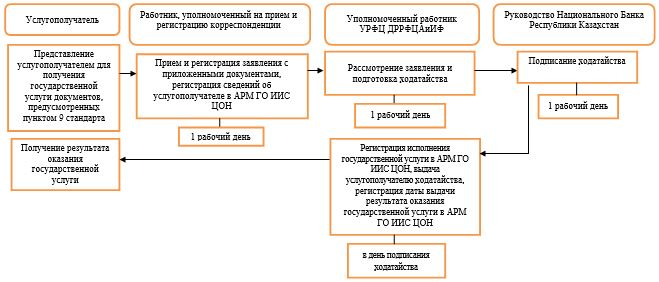 Услугополучатель
Работник, уполномоченный на прием и
регистрацию корреспонденции
Уполномоченный работник
УРФЦ ДРРФЦАиИФ
Руководство Национального Банка
Республики Казахстан
Представление
услугополучателем для
получения
государственной
услуги документов,
предусмотренных
пунктом 9 стандарта
Прием и регистрация заявления с
приложенными документами,
регистрация сведений об
услугополучателе в АРМ ГО ИИС
ЦОН
Рассмотрение заявления и
подготовка ходатайства
Подписание ходатайства
1 рабочий день
1 рабочий день
1 рабочий день
Получение результата
оказания
государственной
услуги
Регистрация исполнения
государственной услуги в АРМ ГО
ИИС ЦОН, выдача
услугополучателю ходатайства,
регистрация даты выдачи
результата оказания
государственной услуги в АРМ
ГО ИИС ЦОН
в день подписания
ходатайства